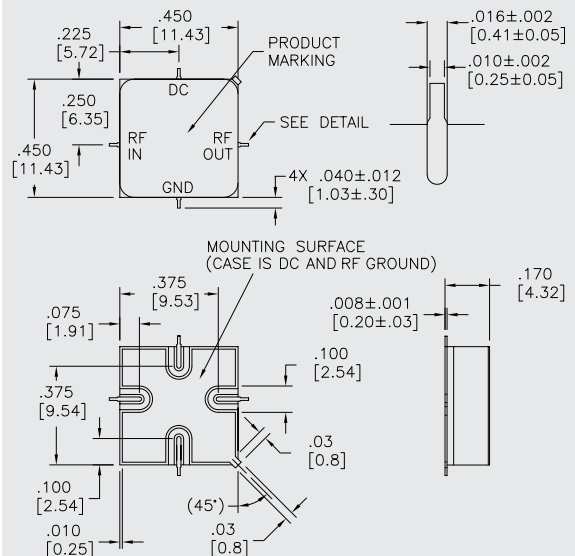 .450
[11.43]
.225
[5.72]
PRODUCT
MARKING
.016±.002
[0.41±0.05]
.010±.002
[0.25±0.05]
DC
.250
[6.35]
.450
[11.43]
RF
IN
RF
OUT
SEE DETAIL
GND
4X .040±.012
[1.03±.30]
MOUNTING SURFACE
(CASE IS DC AND RF GROUND)
.375
[9.53]
.075
[1.91]
.008±.001
[0.20±.03]
.170
[4.32]
.100
[2.54]
.375
[9.54]
.03
[0.8]
.100
[2.54]
(45°)
.010
[0.25]
.03
[0.8]